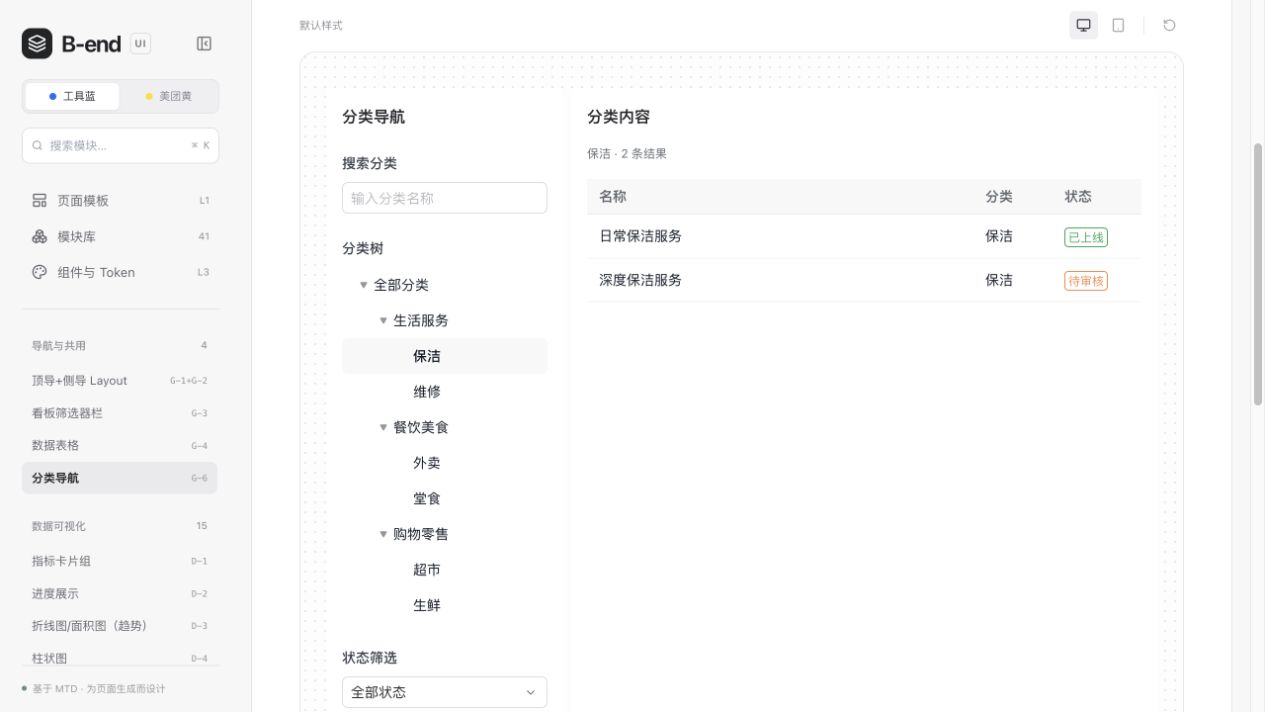 B-end UI
工具蓝 美团黄
搜索模块... ⌘ K
页面模板 L1
模块库 41
组件与 Token L3
导航与共用 4
顶导+侧导 Layout G-1+G-2
看板筛选器栏 G-3
数据表格 G-4
分类导航 G-6
数据可视化 15
指标卡片组 D-1
进度展示 D-2
折线图/面积图（趋势） D-3
柱状图 D-4
基于 MTD · 为页面生成而设计
默认样式
分类导航
搜索分类
输入分类名称
分类树
全部分类
生活服务
保洁
维修
餐饮美食
外卖
堂食
购物零售
超市
生鲜
状态筛选
全部状态
分类内容
保洁 · 2 条结果
名称 分类 状态
日常保洁服务 保洁 已上线
深度保洁服务 保洁 待审核